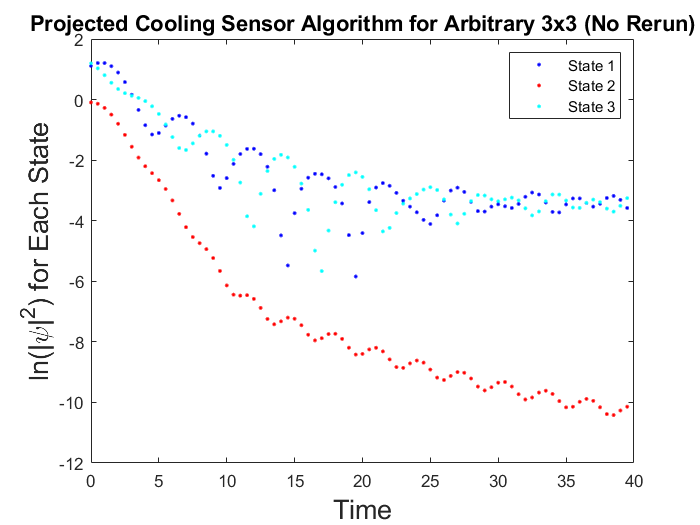 Projected Cooling Sensor Algorithm for Arbitrary 3x3 (No Rerun)
2
0
-2
-4
-6
-8
-10
-12
ln(|ψ|²) for Each State
State 1
State 2
State 3
0 5 10 15 20 25 30 35 40
Time